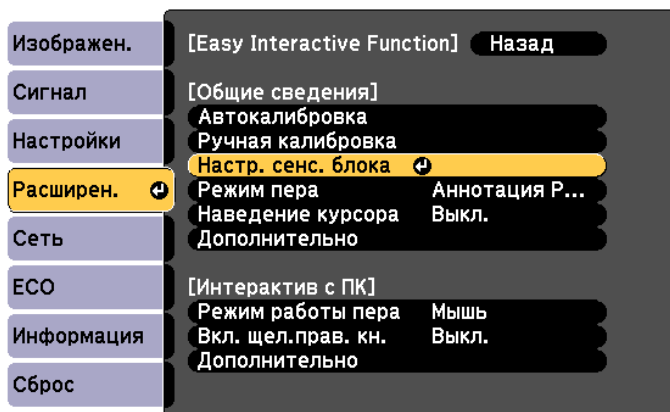 Изображен.
Сигнал
Настройки
Расширен.
Сеть
ECO
Информация
Сброс
[Easy Interactive Function] Назад
[Общие сведения]
Автокалибровка
Ручная калибровка
Настр. сенс. блока
Режим пера Аннотация Р...
Наведение курсора Выкл.
Дополнительно
[Интерактив с ПК]
Режим работы пера Мышь
Вкл. щел.прав. кн. Выкл.
Дополнительно